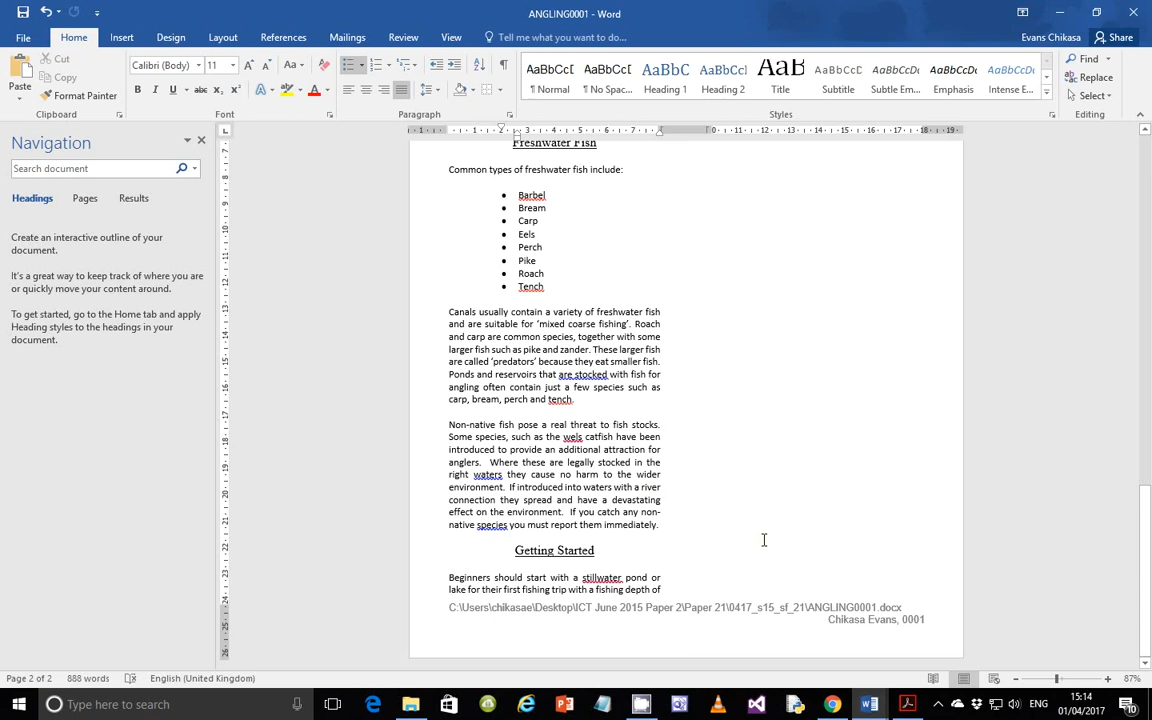 ANGLING0001 - Word
File Home Insert Design Layout References Mailings Review View Tell me what you want to do... Evans Chikasa Share
Paste Cut Calibri (Body) 11 Aa AaBbCcDc AaBbCcDc AaBbC AaBbCcC AaB AaBbCcC AaBbCcDc AaBbCcDc AaBbCcDc Find
Copy Replace
Format Painter B I U abc X₂ X² A A ¶ Normal ¶ No Spac... Heading 1 Heading 2 Title Subtitle Subtle Em... Emphasis Intense E... Select
Clipboard Font Paragraph Styles Editing
Navigation
Search document
Headings Pages Results
Create an interactive outline of your
document.
It's a great way to keep track of where you are
or quickly move your content around.
To get started, go to the Home tab and apply
Heading styles to the headings in your
document.
Freshwater Fish
Common types of freshwater fish include:
• Barbel
• Bream
• Carp
• Eels
• Perch
• Pike
• Roach
• Tench
Canals usually contain a variety of freshwater fish
and are suitable for ‘mixed coarse fishing’. Roach
and carp are common species, together with some
larger fish such as pike and zander. These larger fish
are called ‘predators’ because they eat smaller fish.
Ponds and reservoirs that are stocked with fish for
angling often contain just a few species such as
carp, bream, perch and tench.
Non-native fish pose a real threat to fish stocks.
Some species, such as the wels catfish have been
introduced to provide an additional attraction for
anglers. Where these are legally stocked in the
right waters they cause no harm to the wider
environment. If introduced into waters with a river
connection they spread and have a devastating
effect on the environment. If you catch any non-
native species you must report them immediately.
Getting Started
Beginners should start with a stillwater pond or
lake for their first fishing trip with a fishing depth of
C:\Users\chikasae\Desktop\ICT June 2015 Paper 2\Paper 21\0417_s15_sf_21\ANGLING0001.docx
Chikasa Evans, 0001
Page 2 of 2 888 words English (United Kingdom) 87%
Type here to search ENG 15:14
01/04/2017 10